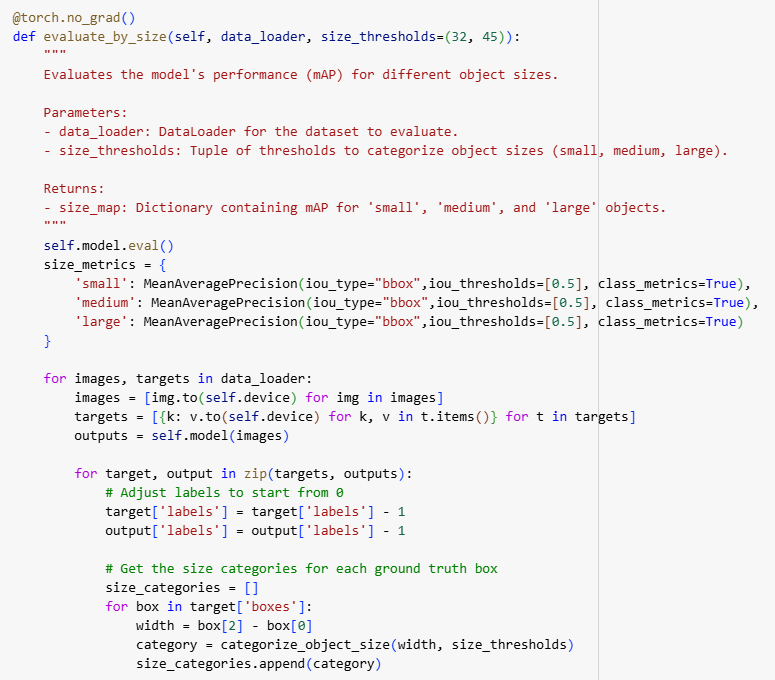 @torch.no_grad()
def evaluate_by_size(self, data_loader, size_thresholds=(32, 45)):
    """
    Evaluates the model's performance (mAP) for different object sizes.

    Parameters:
    - data_loader: DataLoader for the dataset to evaluate.
    - size_thresholds: Tuple of thresholds to categorize object sizes (small, medium, large).

    Returns:
    - size_map: Dictionary containing mAP for 'small', 'medium', and 'large' objects.
    """
    self.model.eval()
    size_metrics = {
        'small': MeanAveragePrecision(iou_type="bbox",iou_thresholds=[0.5], class_metrics=True),
        'medium': MeanAveragePrecision(iou_type="bbox",iou_thresholds=[0.5], class_metrics=True),
        'large': MeanAveragePrecision(iou_type="bbox",iou_thresholds=[0.5], class_metrics=True)
    }

    for images, targets in data_loader:
        images = [img.to(self.device) for img in images]
        targets = [{k: v.to(self.device) for k, v in t.items()} for t in targets]
        outputs = self.model(images)

        for target, output in zip(targets, outputs):
            # Adjust labels to start from 0
            target['labels'] = target['labels'] - 1
            output['labels'] = output['labels'] - 1

            # Get the size categories for each ground truth box
            size_categories = []
            for box in target['boxes']:
                width = box[2] - box[0]
                category = categorize_object_size(width, size_thresholds)
                size_categories.append(category)